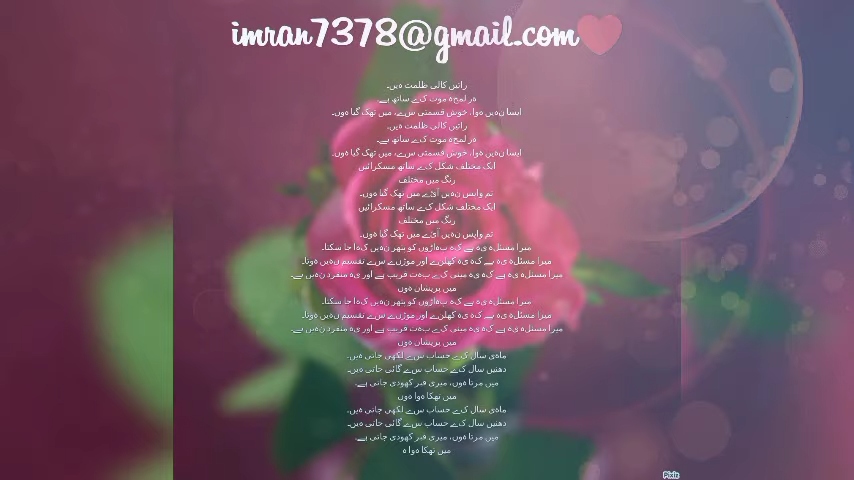 imran7378@gmail.com
راتیں کالی ظلمت ہیں۔
ہر لمحہ موت کے ساتھ ہے۔
ایسا نہیں ہوا، خوش قسمتی سے، میں تھک گیا ہوں۔
راتیں کالی ظلمت ہیں۔
ہر لمحہ موت کے ساتھ ہے۔
ایسا نہیں ہوا، خوش قسمتی سے، میں تھک گیا ہوں۔
ایک مختلف شکل کے ساتھ مسکرائیں
رنگ میں مختلف
تم واپس نہیں آئے میں تھک گیا ہوں۔
ایک مختلف شکل کے ساتھ مسکرائیں
رنگ میں مختلف
تم واپس نہیں آئے میں تھک گیا ہوں۔
میرا مسئلہ یہ ہے کہ پہاڑوں کو پتھر نہیں کہا جا سکتا۔
میرا مسئلہ یہ ہے کہ یہ کھلنے اور موڑنے سے تقسیم نہیں ہوتا۔
میرا مسئلہ یہ ہے کہ یہ مبنی کے بہت قریب ہے اور یہ منفرد نہیں ہے۔
میں پریشان ہوں
میرا مسئلہ یہ ہے کہ پہاڑوں کو پتھر نہیں کہا جا سکتا۔
میرا مسئلہ یہ ہے کہ یہ کھلنے اور موڑنے سے تقسیم نہیں ہوتا۔
میرا مسئلہ یہ ہے کہ یہ مبنی کے بہت قریب ہے اور یہ منفرد نہیں ہے۔
میں پریشان ہوں
ماہی سال کے حساب سے لکھی جاتی ہیں۔
دھنیں سال کے حساب سے گائی جاتی ہیں۔
میں مرتا ہوں، میری قبر کھودی جاتی ہے۔
میں تھکا ہوا ہوں
ماہی سال کے حساب سے لکھی جاتی ہیں۔
دھنیں سال کے حساب سے گائی جاتی ہیں۔
میں مرتا ہوں، میری قبر کھودی جاتی ہے۔
میں تھکا ہوا ہ
Pixiz